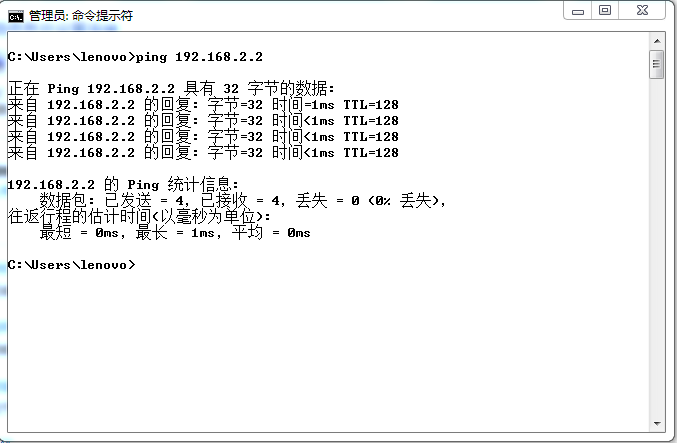 管理员: 命令提示符
C:\Users\lenovo>ping 192.168.2.2
正在 Ping 192.168.2.2 具有 32 字节的数据:
来自 192.168.2.2 的回复: 字节=32 时间=1ms TTL=128
来自 192.168.2.2 的回复: 字节=32 时间<1ms TTL=128
来自 192.168.2.2 的回复: 字节=32 时间<1ms TTL=128
来自 192.168.2.2 的回复: 字节=32 时间<1ms TTL=128
192.168.2.2 的 Ping 统计信息:
数据包: 已发送 = 4, 已接收 = 4, 丢失 = 0 (0% 丢失),
往返行程的估计时间(以毫秒为单位):
最短 = 0ms, 最长 = 1ms, 平均 = 0ms
C:\Users\lenovo>